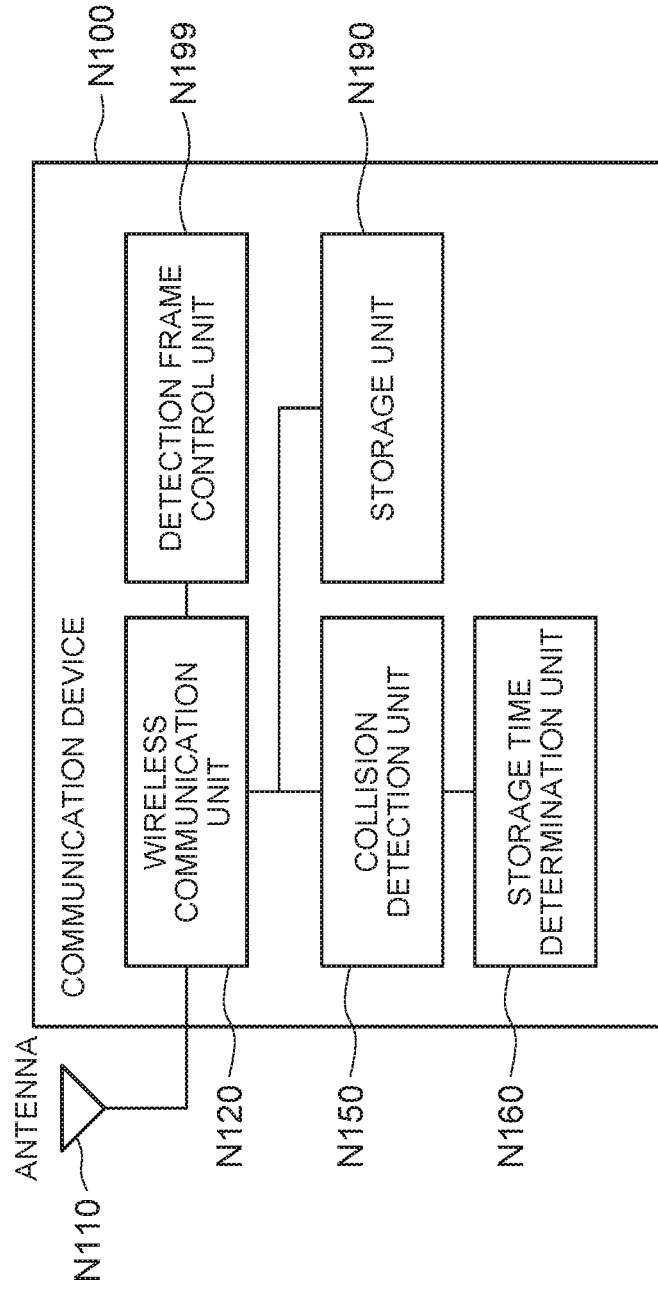 ANTENNA
N110
COMMUNICATION DEVICE
N100
N120
WIRELESS
COMMUNICATION
UNIT
DETECTION FRAME
CONTROL UNIT
N199
N150
COLLISION
DETECTION UNIT
STORAGE UNIT
N190
N160
STORAGE TIME
DETERMINATION UNIT